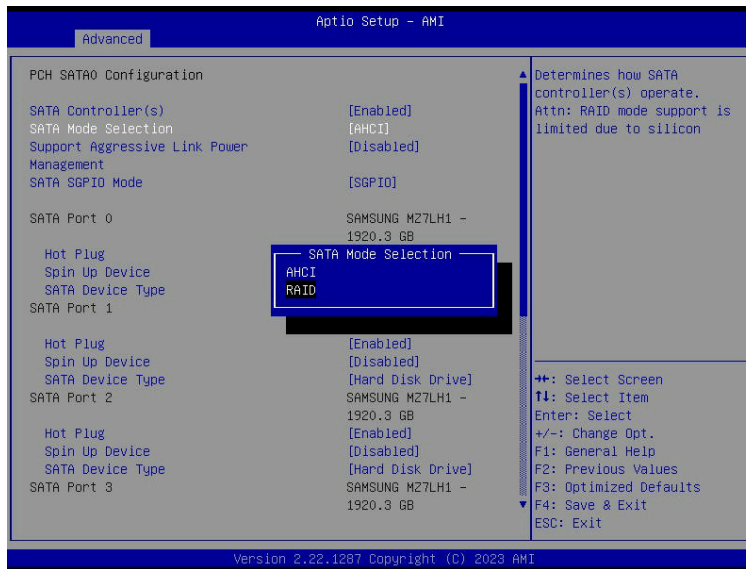 Aptio Setup - AMI
Advanced
PCH SATA0 Configuration
SATA Controller(s) [Enabled]
SATA Mode Selection [AHCI]
Support Aggressive Link Power [Disabled]
Management
SATA SGPIO Mode [SGPIO]
SATA Port 0 SAMSUNG MZ7LH1 -
1920.3 GB
Hot Plug
Spin Up Device
SATA Device Type
SATA Mode Selection
AHCI
RAID
SATA Port 1
Hot Plug [Enabled]
Spin Up Device [Disabled]
SATA Device Type [Hard Disk Drive]
SATA Port 2 SAMSUNG MZ7LH1 -
1920.3 GB
Hot Plug [Enabled]
Spin Up Device [Disabled]
SATA Device Type [Hard Disk Drive]
SATA Port 3 SAMSUNG MZ7LH1 -
1920.3 GB
Determines how SATA
controller(s) operate.
Attn: RAID mode support is
limited due to silicon
→←: Select Screen
↑↓: Select Item
Enter: Select
+/-: Change Opt.
F1: General Help
F2: Previous Values
F3: Optimized Defaults
F4: Save & Exit
ESC: Exit
Version 2.22.1287 Copyright (C) 2023 AMI